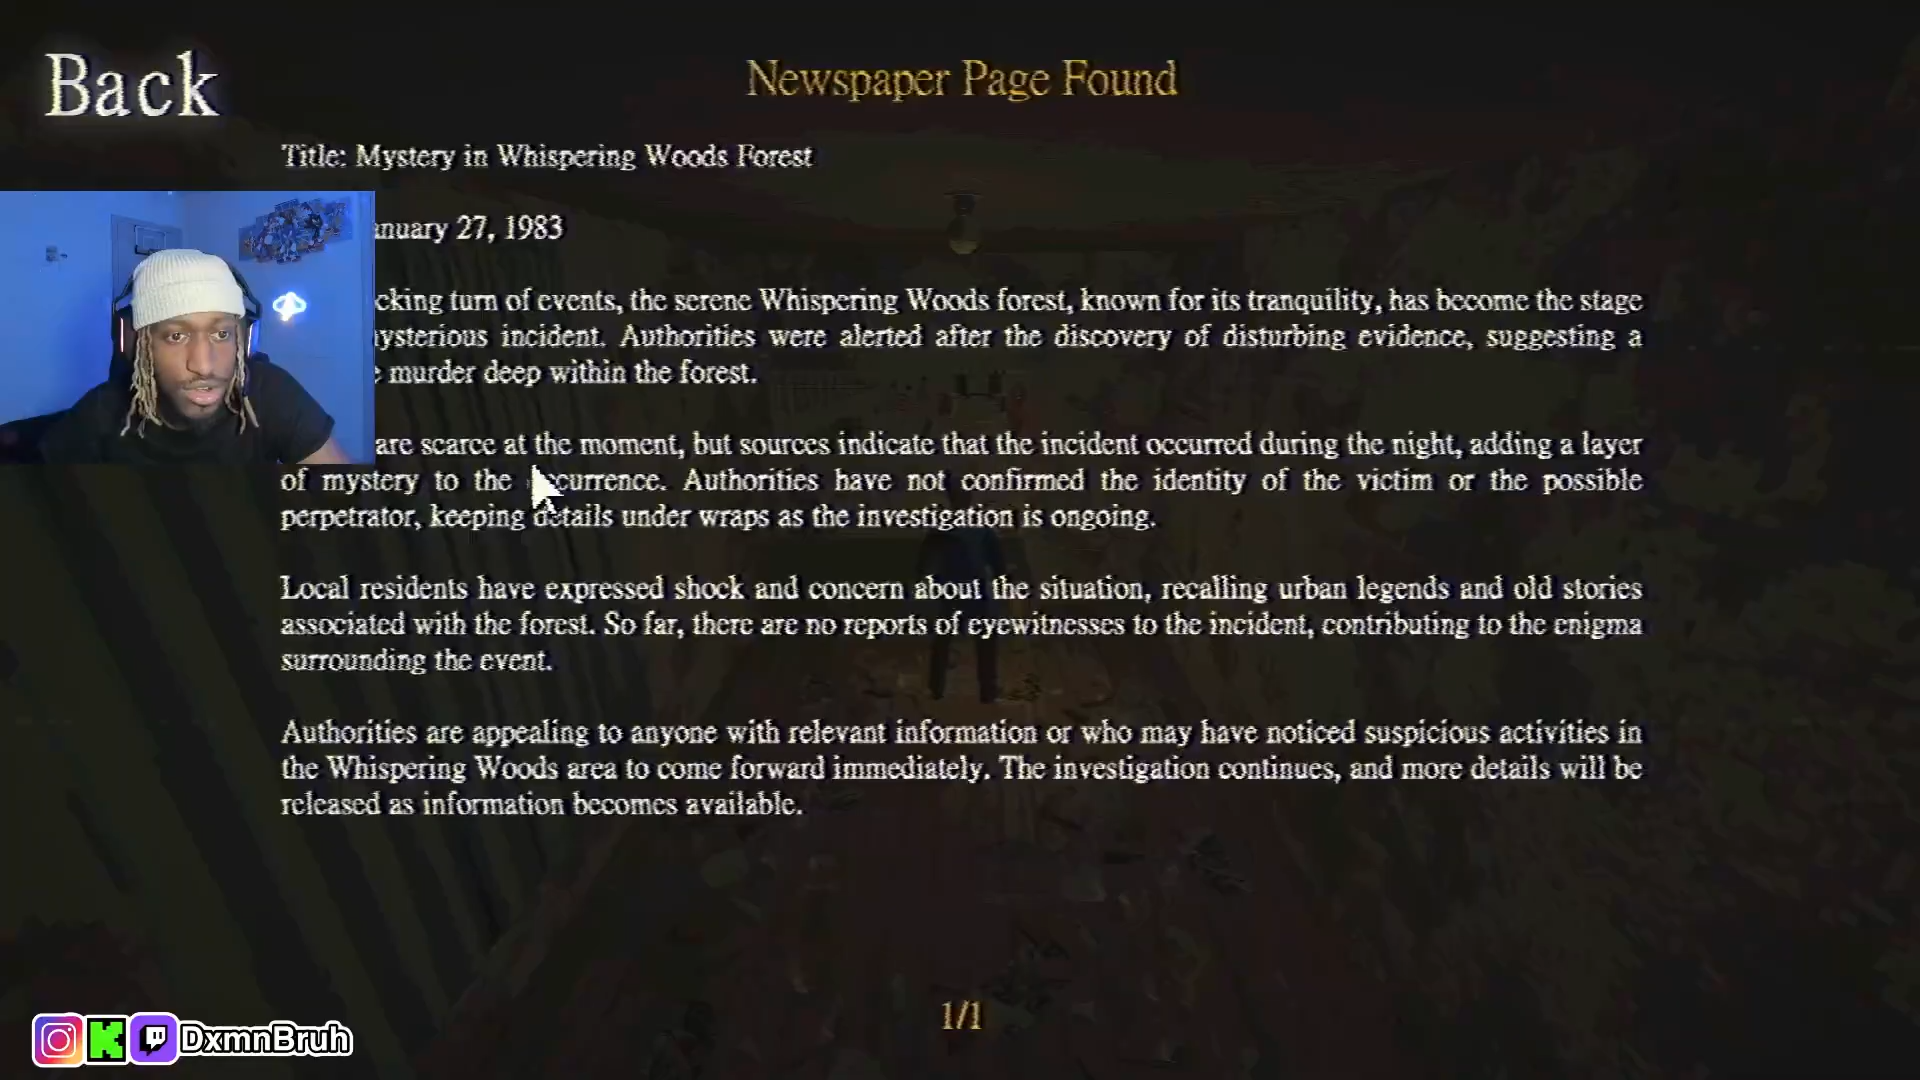 Back
Newspaper Page Found
Title: Mystery in Whispering Woods Forest
anuary 27, 1983
cking turn of events, the serene Whispering Woods forest, known for its tranquility, has become the stage
ysterious incident. Authorities were alerted after the discovery of disturbing evidence, suggesting a
murder deep within the forest.
are scarce at the moment, but sources indicate that the incident occurred during the night, adding a layer
of mystery to the currence. Authorities have not confirmed the identity of the victim or the possible
perpetrator, keeping details under wraps as the investigation is ongoing.
Local residents have expressed shock and concern about the situation, recalling urban legends and old stories
associated with the forest. So far, there are no reports of eyewitnesses to the incident, contributing to the enigma
surrounding the event.
Authorities are appealing to anyone with relevant information or who may have noticed suspicious activities in
the Whispering Woods area to come forward immediately. The investigation continues, and more details will be
released as information becomes available.
1/1
DxmnBruh